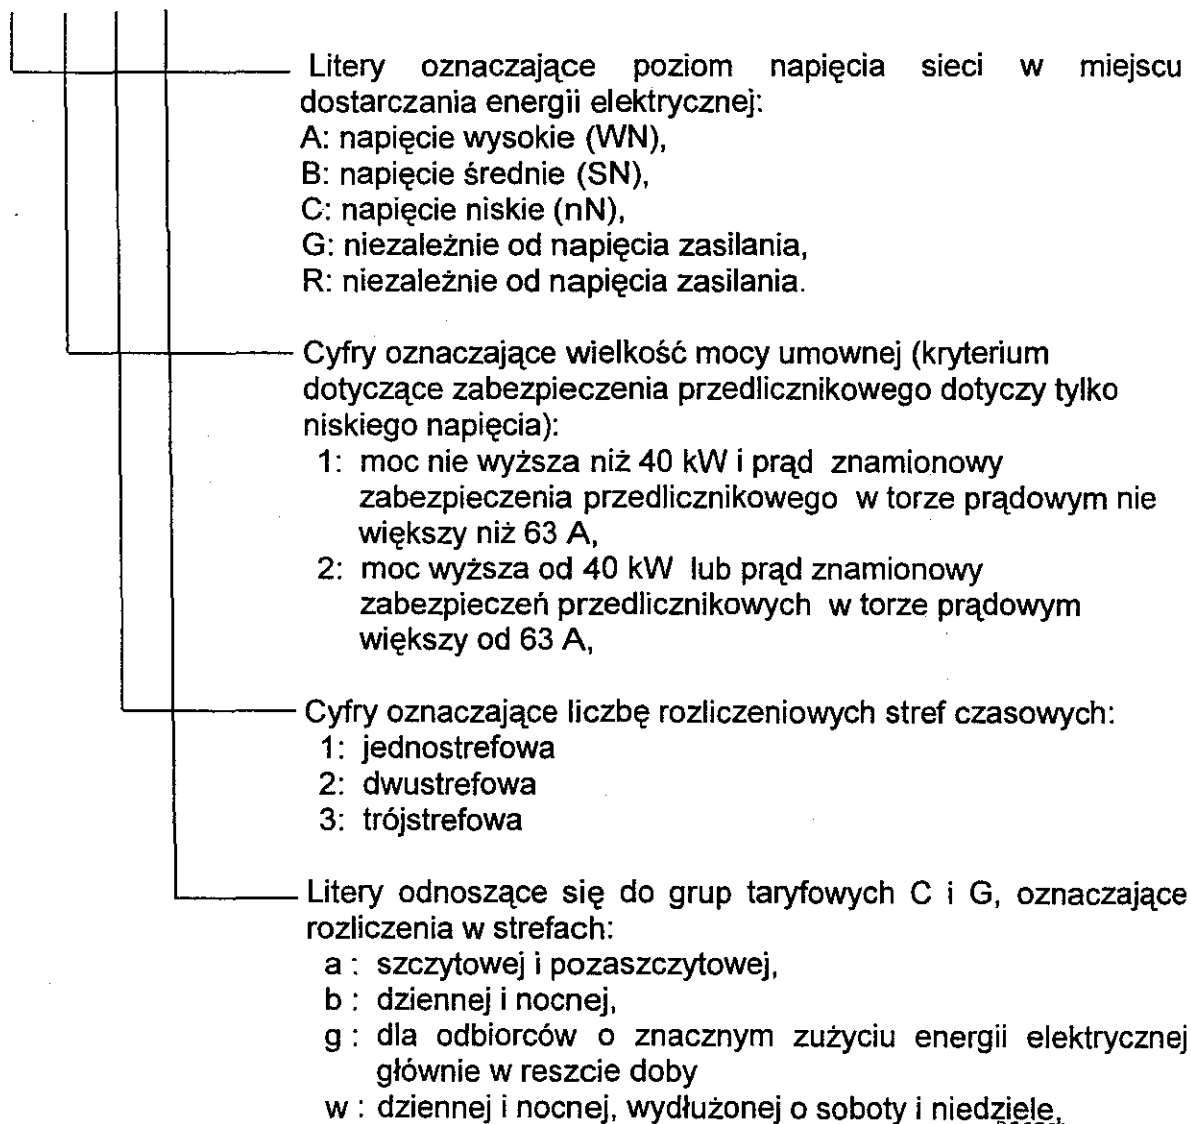 Litery oznaczające poziom napięcia sieci w miejscu
dostarczania energii elektrycznej:
A: napięcie wysokie (WN),
B: napięcie średnie (SN),
C: napięcie niskie (nN),
G: niezależnie od napięcia zasilania,
R: niezależnie od napięcia zasilania.
Cyfry oznaczające wielkość mocy umownej (kryterium
dotyczące zabezpieczenia przedlicznikowego dotyczy tylko
niskiego napięcia):
1: moc nie wyższa niż 40 kW i prąd znamionowy
zabezpieczenia przedlicznikowego w torze prądowym nie
większy niż 63 A,
2: moc wyższa od 40 kW lub prąd znamionowy
zabezpieczeń przedlicznikowych w torze prądowym
większy od 63 A,
Cyfry oznaczające liczbę rozliczeniowych stref czasowych:
1: jednostrefowa
2: dwustrefowa
3: trójstrefowa
Litery odnoszące się do grup taryfowych C i G, oznaczające
rozliczenia w strefach:
a : szczytowej i pozaszczytowej,
b : dziennej i nocnej,
g : dla odbiorców o znacznym zużyciu energii elektrycznej
głównie w reszcie doby
w : dziennej i nocnej, wydłużonej o soboty i niedziele,